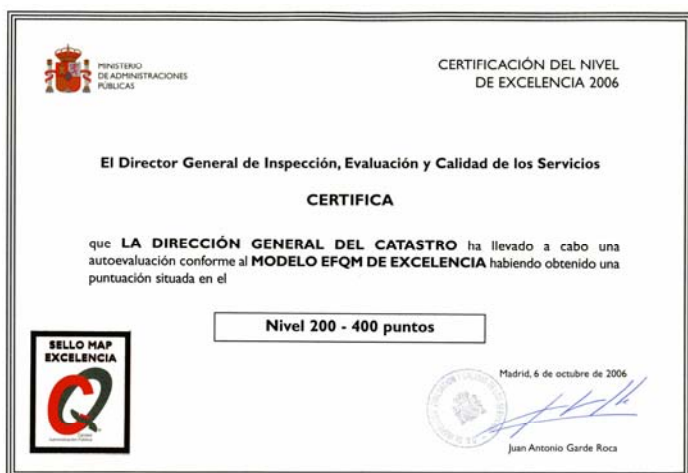 MINISTERIO
DE ADMINISTRACIONES
PÚBLICAS
CERTIFICACIÓN DEL NIVEL
DE EXCELENCIA 2006
El Director General de Inspección, Evaluación y Calidad de los Servicios
CERTIFICA
que LA DIRECCIÓN GENERAL DEL CATASTRO ha llevado a cabo una
autoevaluación conforme al MODELO EFQM DE EXCELENCIA habiendo obtenido una
puntuación situada en el
Nivel 200 - 400 puntos
SELLO MAP
EXCELENCIA
Madrid, 6 de octubre de 2006
Juan Antonio Garde Roca